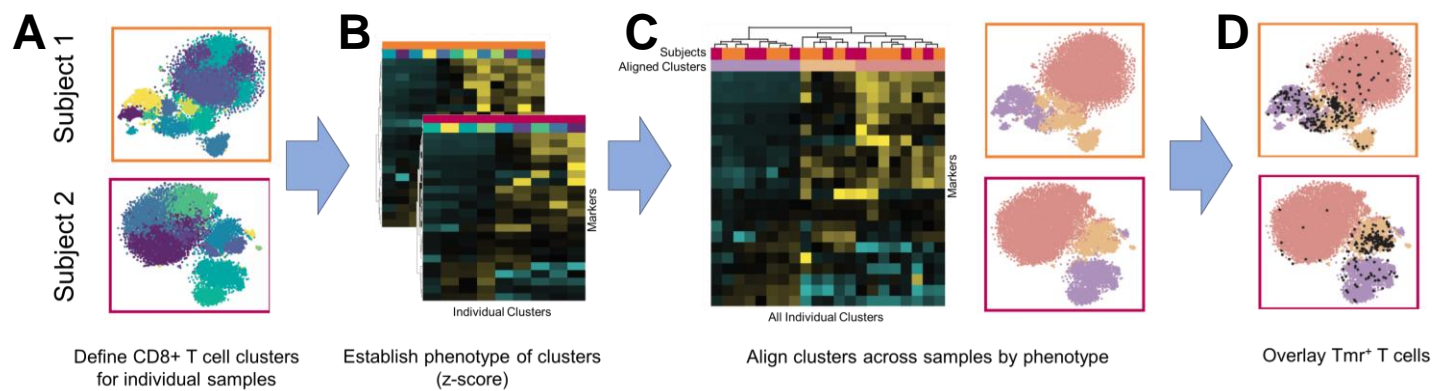 A
B
C
D
Subject 1
Subject 2
Subjects
Aligned Clusters
Markers
Individual Clusters
Markers
All Individual Clusters
Define CD8+ T cell clusters
for individual samples
Establish phenotype of clusters
(z-score)
Align clusters across samples by phenotype
Overlay Tmr⁺ T cells